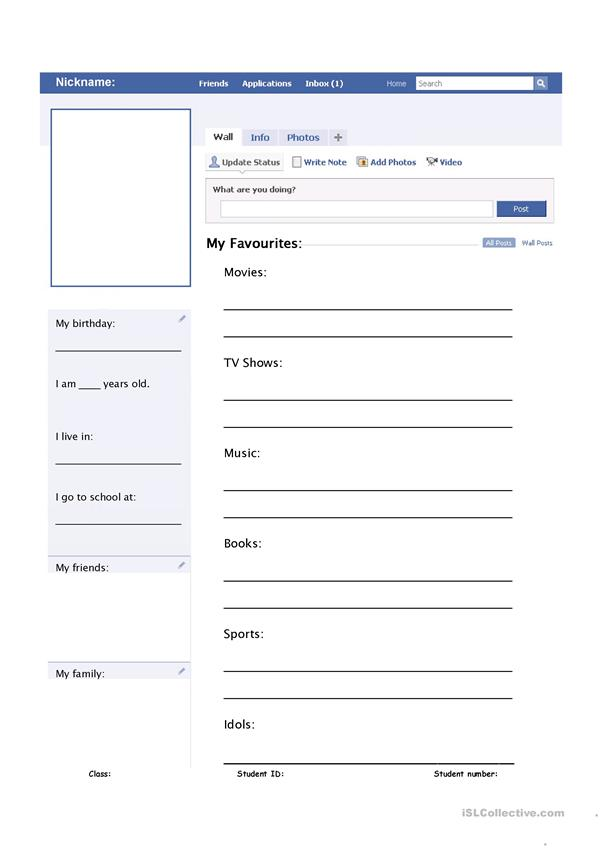 Nickname: Friends Applications Inbox (1) Home Search
Wall Info Photos +
Update Status Write Note Add Photos Video
What are you doing?
Post
My Favourites: All Posts Wall Posts
Movies:
My birthday:
TV Shows:
I am ____ years old.
I live in:
Music:
I go to school at:
Books:
My friends:
Sports:
My family:
Idols:
Class: Student ID: Student number:
iSLCollective.com